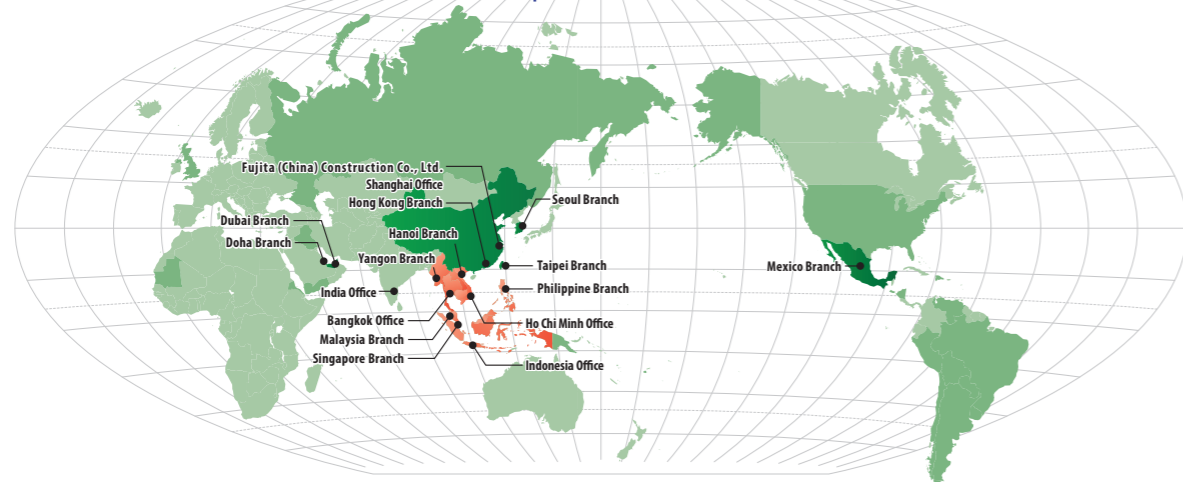 Fujita (China) Construction Co., Ltd.
Shanghai Office
Hong Kong Branch
Seoul Branch
Dubai Branch
Hanoi Branch
Doha Branch
Yangon Branch
Taipei Branch
Mexico Branch
India Office
Philippine Branch
Bangkok Office
Ho Chi Minh Office
Malaysia Branch
Singapore Branch
Indonesia Office